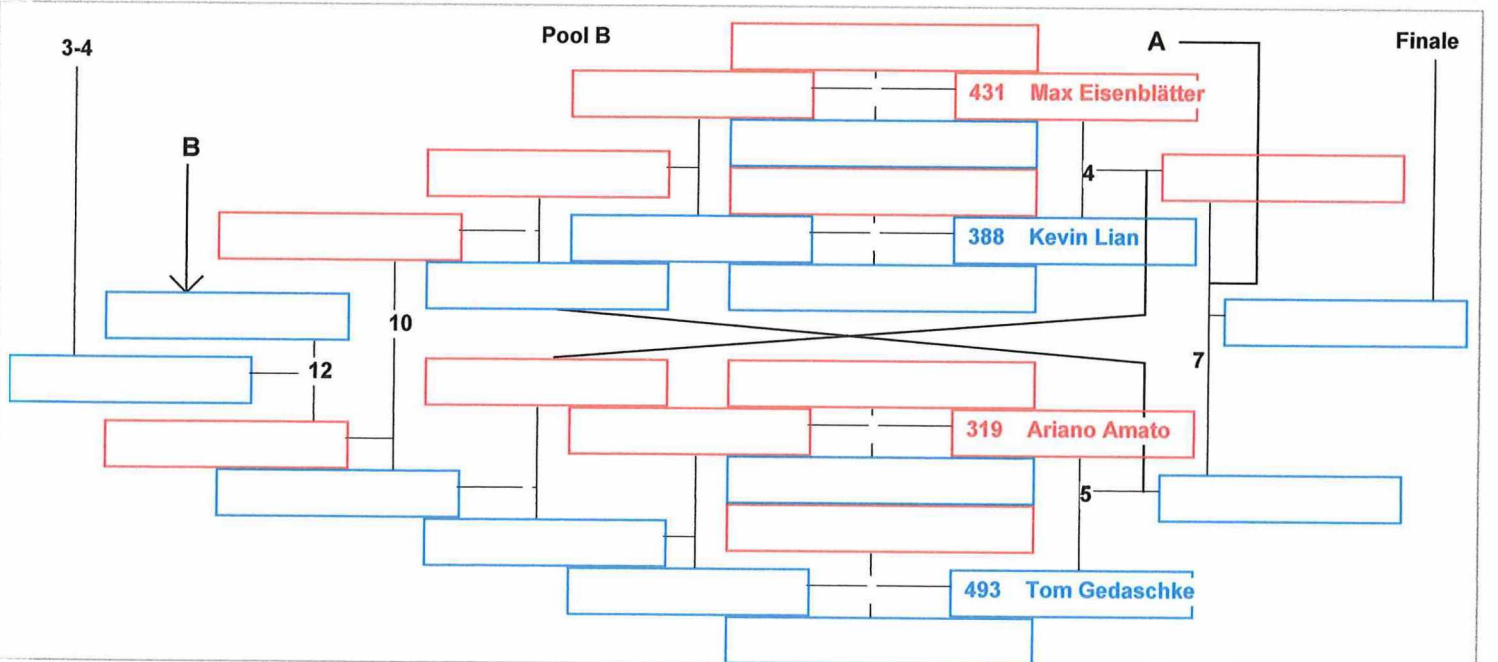 3-4
Pool B
A
Finale
431 Max Eisenblätter
B
4
388 Kevin Lian
10
12
7
319 Ariano Amato
5
493 Tom Gedaschke